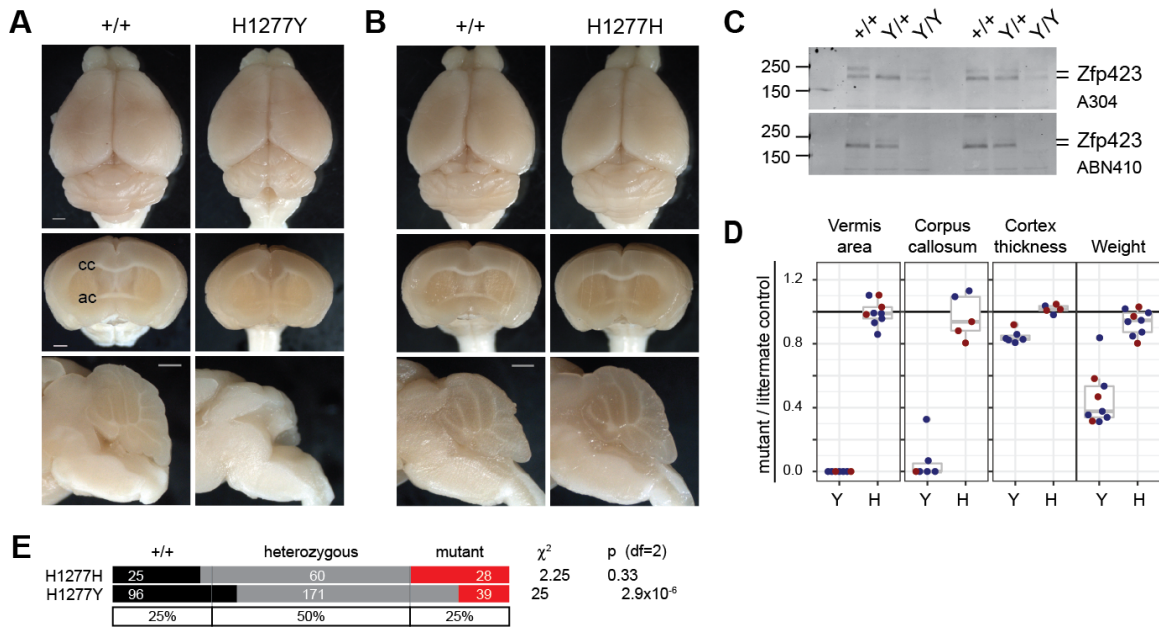 A
+/+
H1277Y
cc
ac
B
+/+
H1277H
C
+/+
Y/+
Y/Y
+/+
Y/+
Y/Y
250
150
Zfp423
A304
250
150
Zfp423
ABN410
D
Vermis area
Corpus callosum
Cortex thickness
Weight
mutant / littermate control
1.2
0.8
0.4
0.0
Y H Y H Y H Y H
E
+/+ heterozygous mutant χ² p (df=2)
H1277H 25 60 28 2.25 0.33
H1277Y 96 171 39 25 2.9x10⁻⁶
25% 50% 25%